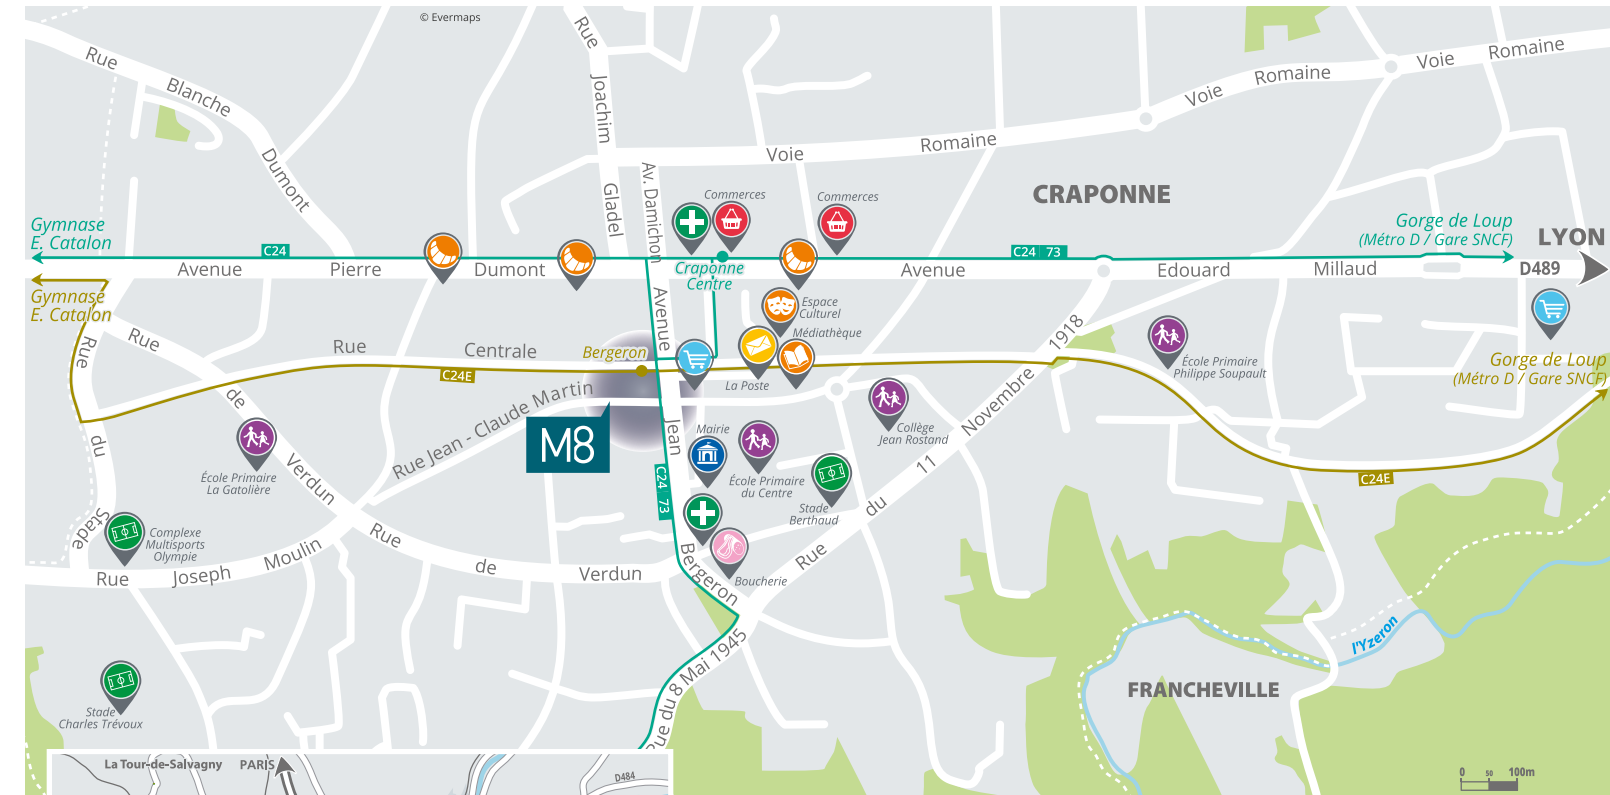 © Evermaps
Rue
Blanche
Dumont
Rue
Joachim
Gladel
Av. Damichon
Voie
Romaine
Voie
Romaine
Voie
Romaine
CRAPONNE
Commerces
Commerces
Gymnase
E. Catalon
C24
C24 73
Gorge de Loup
(Métro D / Gare SNCF)
LYON
D489
Avenue
Pierre
Dumont
Craponne
Centre
Avenue
Edouard
Millaud
Gymnase
E. Catalon
Rue
du
Stade
Rue
de
Verdun
Rue
Centrale
C24E
Bergeron
Avenue
Jean
Bergeron
Espace
Culturel
Médiathèque
La Poste
1918
Novembre
11
du
Rue
École Primaire
Philippe Soupault
Gorge de Loup
(Métro D / Gare SNCF)
Rue Jean - Claude Martin
M8
Collège
Jean Rostand
Mairie
École Primaire
du Centre
Stade
Berthaud
C24 73
C24E
École Primaire
La Gatolière
Complexe
Multisports
Olympie
Rue
Joseph
Moulin
Rue
de
Verdun
Boucherie
Rue du 8 Mai 1945
l'Yzeron
FRANCHEVILLE
Stade
Charles Trévoux
La Tour-de-Salvagny
PARIS
D484
0 50 100m